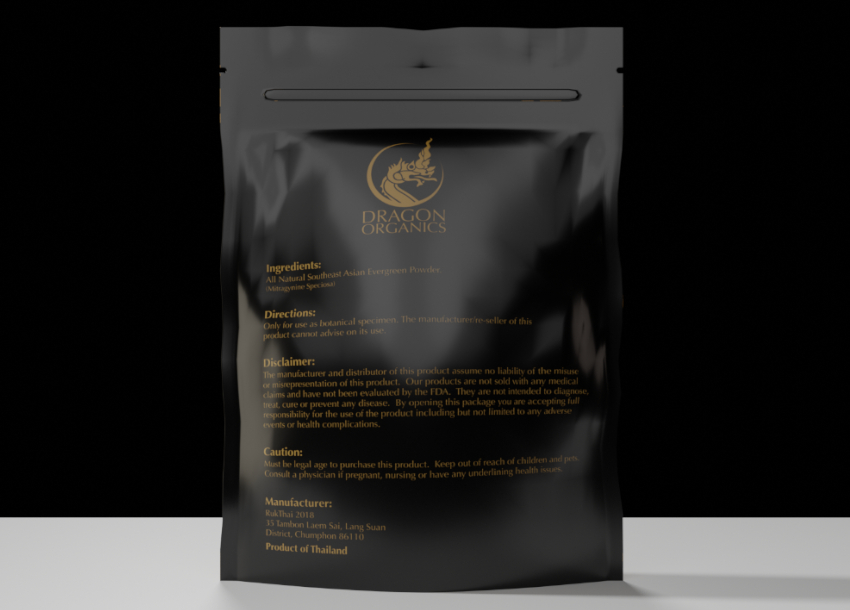 DRAGON
ORGANICS
Ingredients:
All Natural Southeast Asian Evergreen Powder
(Mitragynine Speciosa)
Directions:
Only for use as botanical specimen. The manufacturer/re-seller of this
product cannot advise on its use.
Disclaimer:
The manufacturer and distributor of this product assume no liability of the misuse
or misrepresentation of this product. Our products are not sold with any medical
claims and have not been evaluated by the FDA. They are not intended to diagnose,
treat, cure or prevent any disease. By opening this package you are accepting full
responsibility for the use of the product including but not limited to any adverse
events or health complications.
Caution:
Must be legal age to purchase this product. Keep out of reach of children and pets.
Consult a physician if pregnant, nursing or have any underlining health issues.
Manufacturer:
RukThai 2018
35 Tambon Laem Sai, Lang Suan
District, Chumphon 86110
Product of Thailand